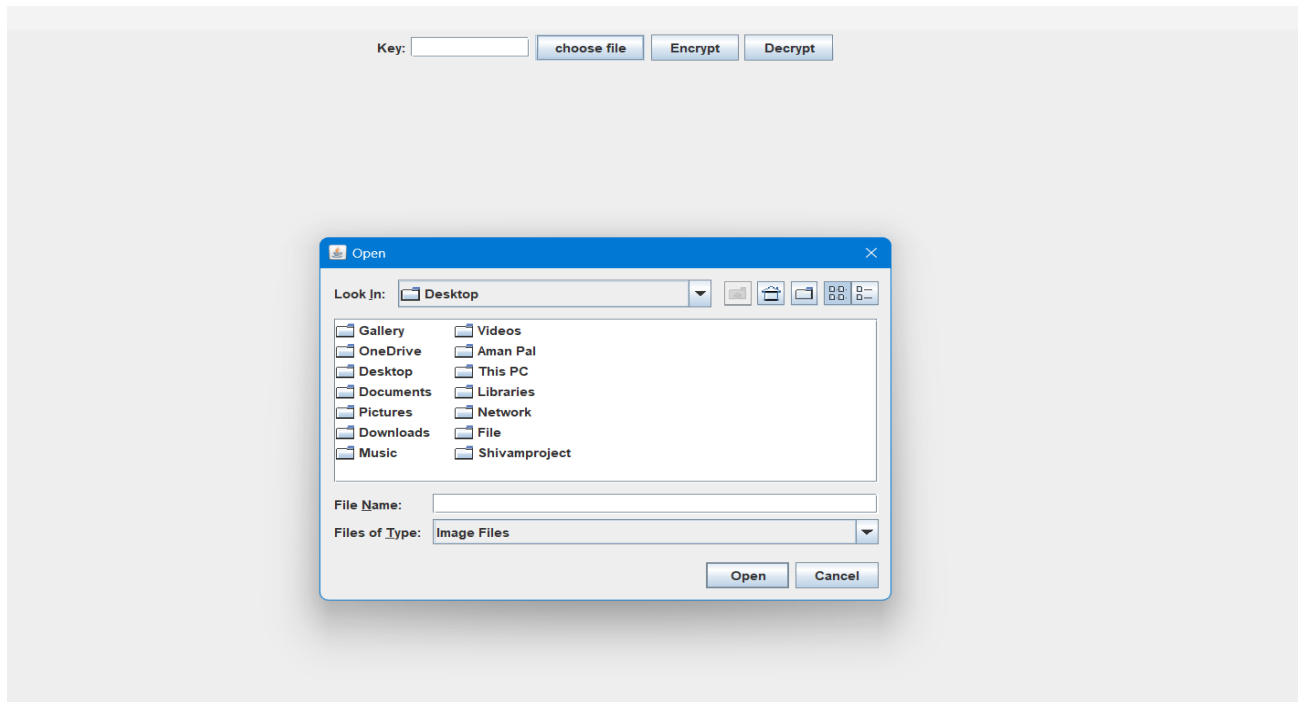 Key: choose file Encrypt Decrypt
Open
Look In: Desktop
Gallery Videos
OneDrive Aman Pal
Desktop This PC
Documents Libraries
Pictures Network
Downloads File
Music Shivamproject
File Name:
Files of Type: Image Files
Open Cancel